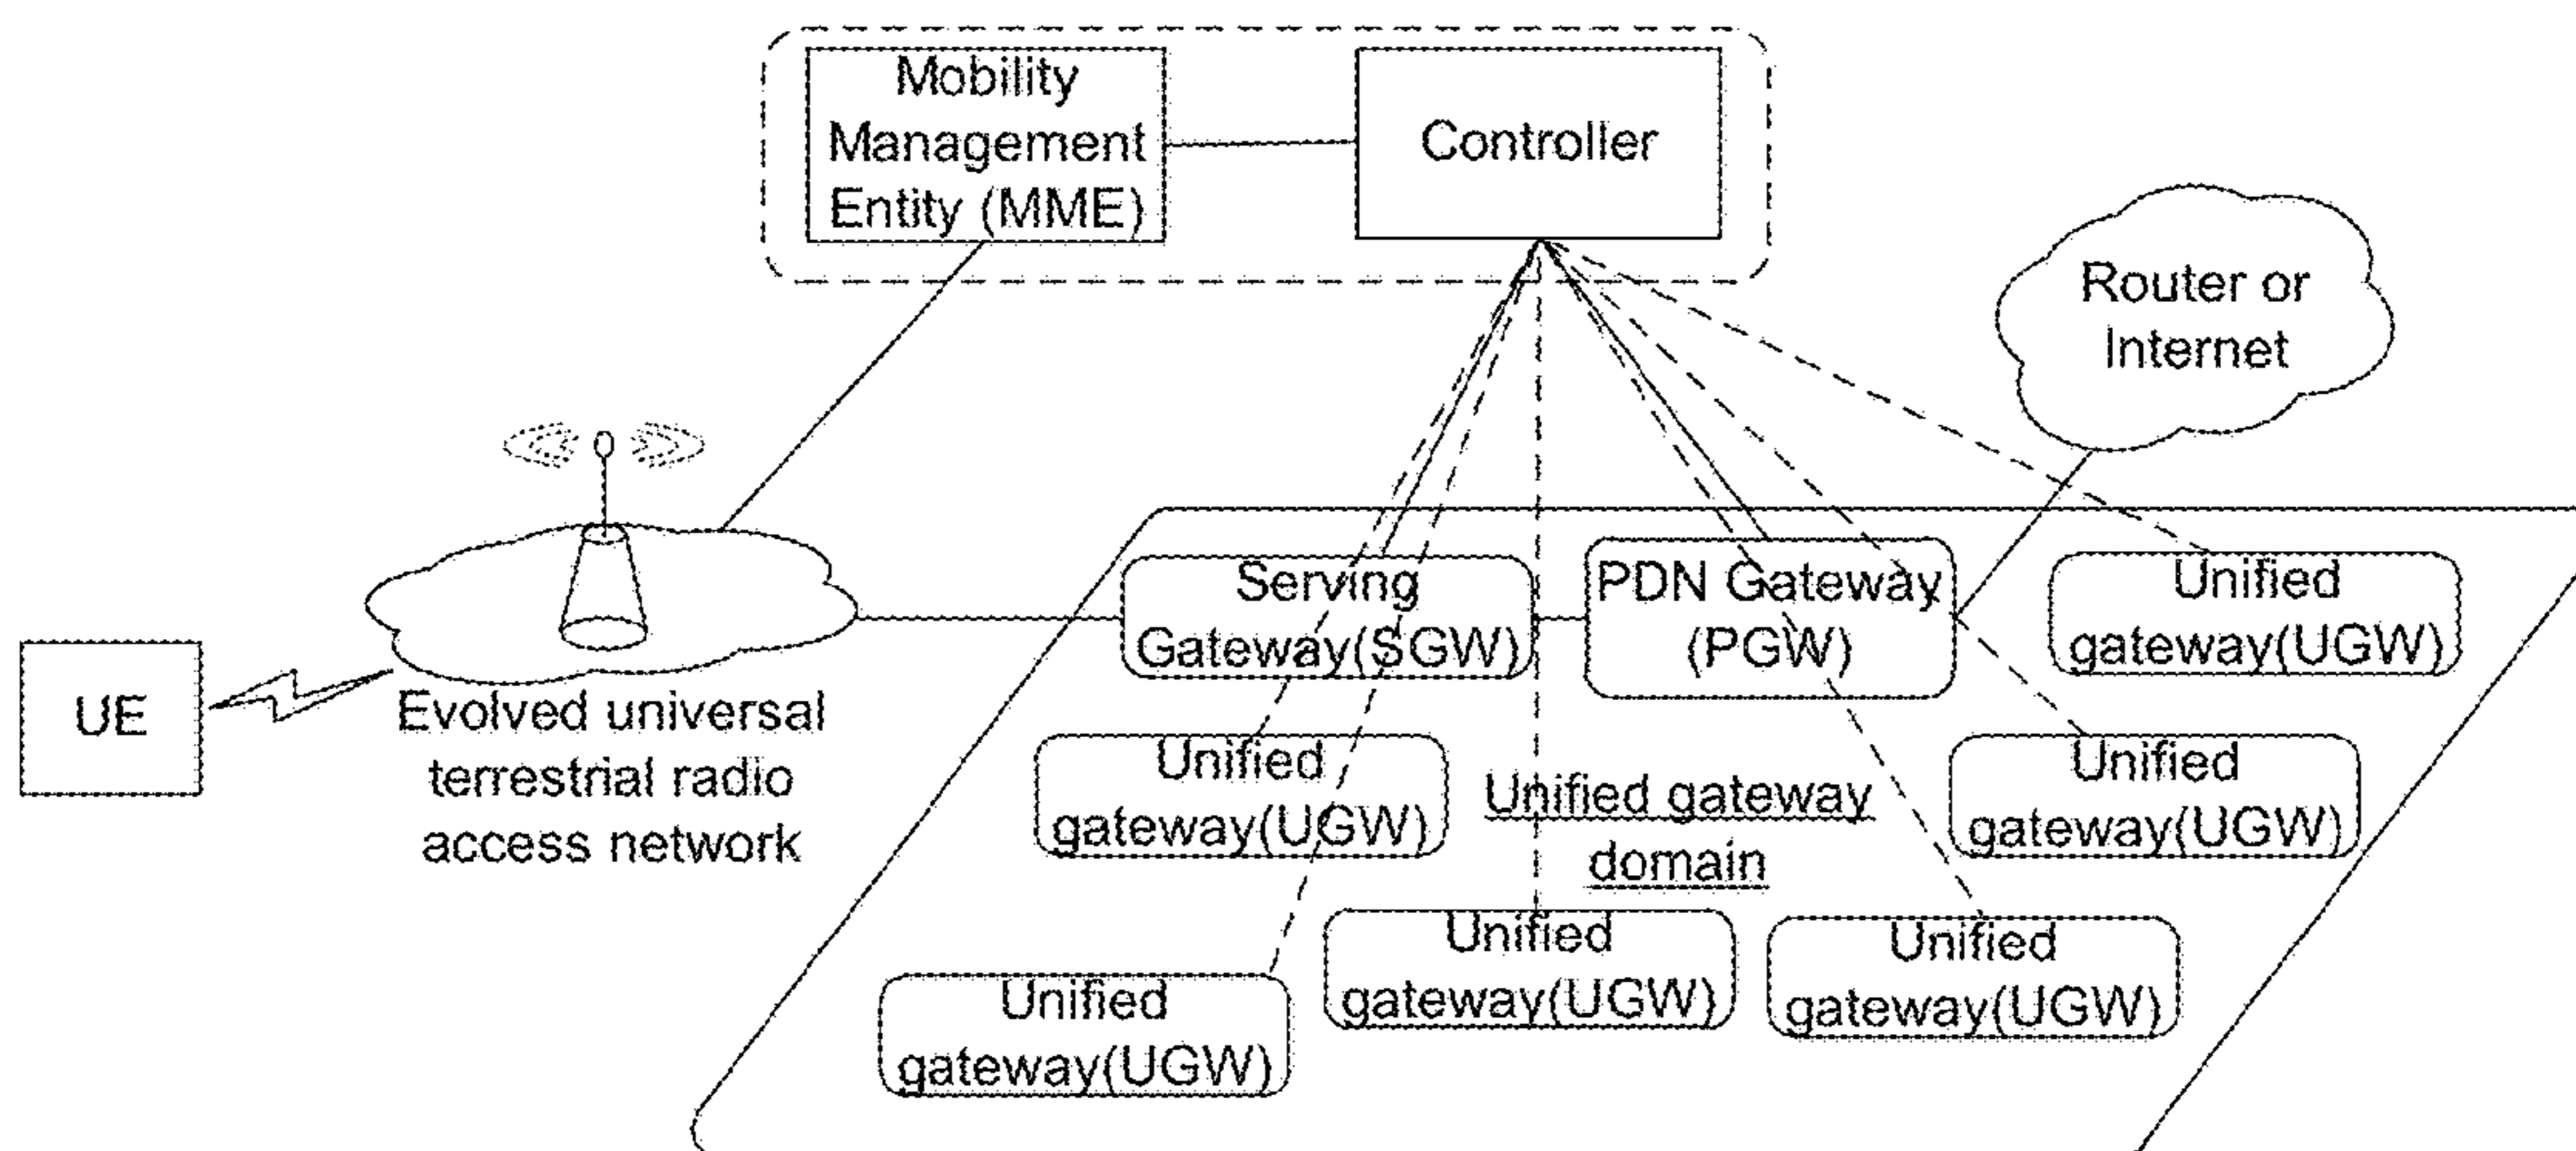 Mobility
Management
Entity (MME)
Controller
Router or
Internet
Serving
Gateway(SGW)
PDN Gateway
(PGW)
Unified
gateway(UGW)
UE
Evolved universal
terrestrial radio
access network
Unified
gateway(UGW)
Unified gateway
domain
Unified
gateway(UGW)
Unified
gateway(UGW)
Unified
gateway(UGW)
Unified
gateway(UGW)